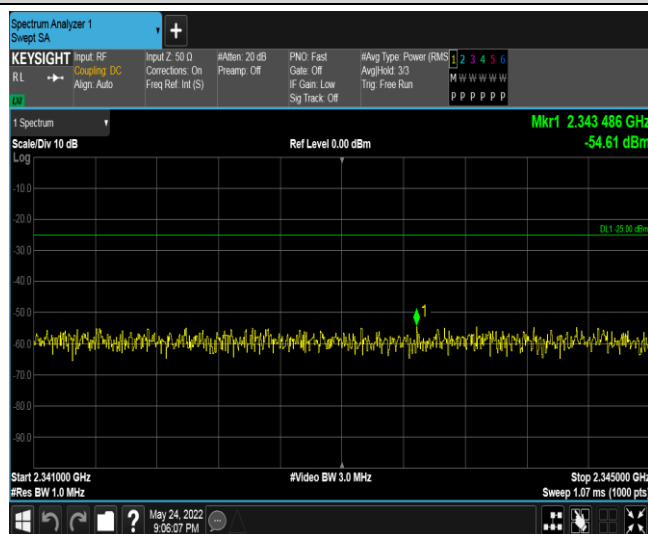 Spectrum Analyzer 1
Swept SA
+
KEYSIGHT
RL
LXI
Input: RF
Coupling: DC
Align: Auto
Input Z: 50 Ω
Corrections: On
Freq Ref: Int (S)
#Atten: 20 dB
Preamp: Off
PNO: Fast
Gate: Off
IF Gain: Low
Sig Track: Off
#Avg Type: Power (RMS
Avg|Hold: 3/3
Trig: Free Run
1 2 3 4 5 6
M W W W W W
P P P P P P
1 Spectrum
Mkr1 2.343 486 GHz
-54.61 dBm
Scale/Div 10 dB
Ref Level 0.00 dBm
Log
-10.0
-20.0
DL1 -25.00 dBm
-30.0
-40.0
-50.0
1
-60.0
-70.0
-80.0
-90.0
Start 2.341000 GHz
#Video BW 3.0 MHz
Stop 2.345000 GHz
#Res BW 1.0 MHz
Sweep 1.07 ms (1000 pts)
?
May 24, 2022
9:06:07 PM